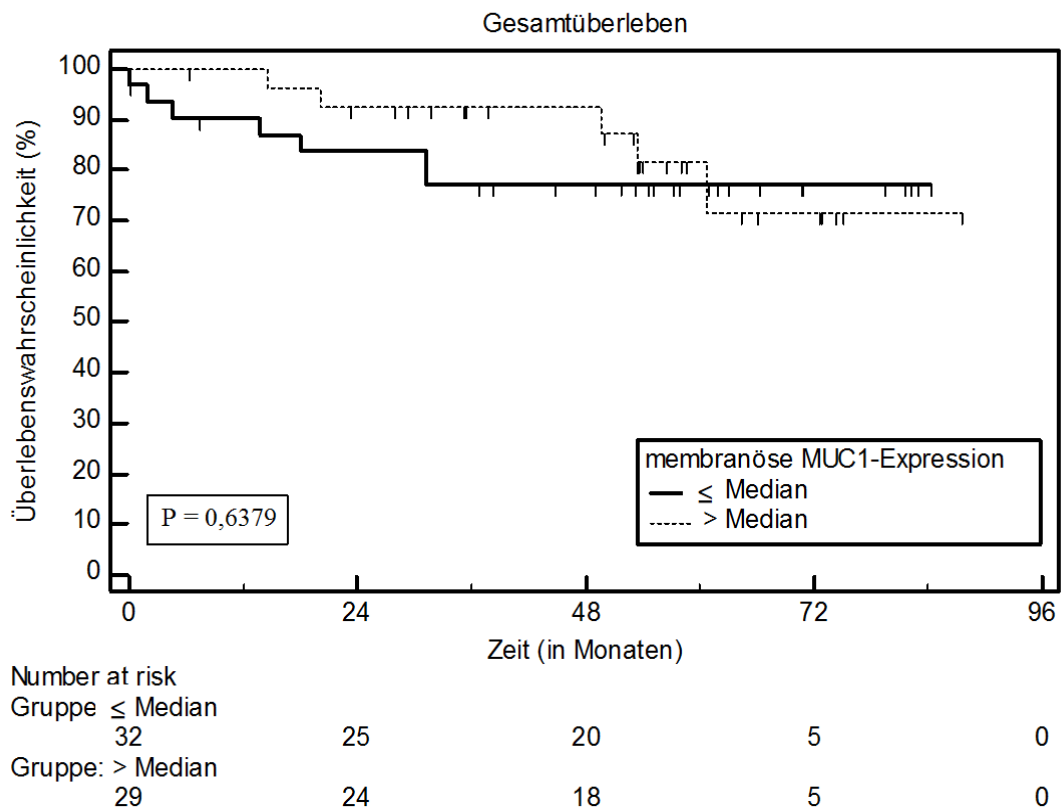 Gesamtüberleben
Überlebenswahrscheinlichkeit (%)
100
90
80
70
60
50
40
30
20
10
0
P = 0,6379
membranöse MUC1-Expression
≤ Median
> Median
0 24 48 72 96
Zeit (in Monaten)
Number at risk
Gruppe ≤ Median
32 25 20 5 0
Gruppe: > Median
29 24 18 5 0